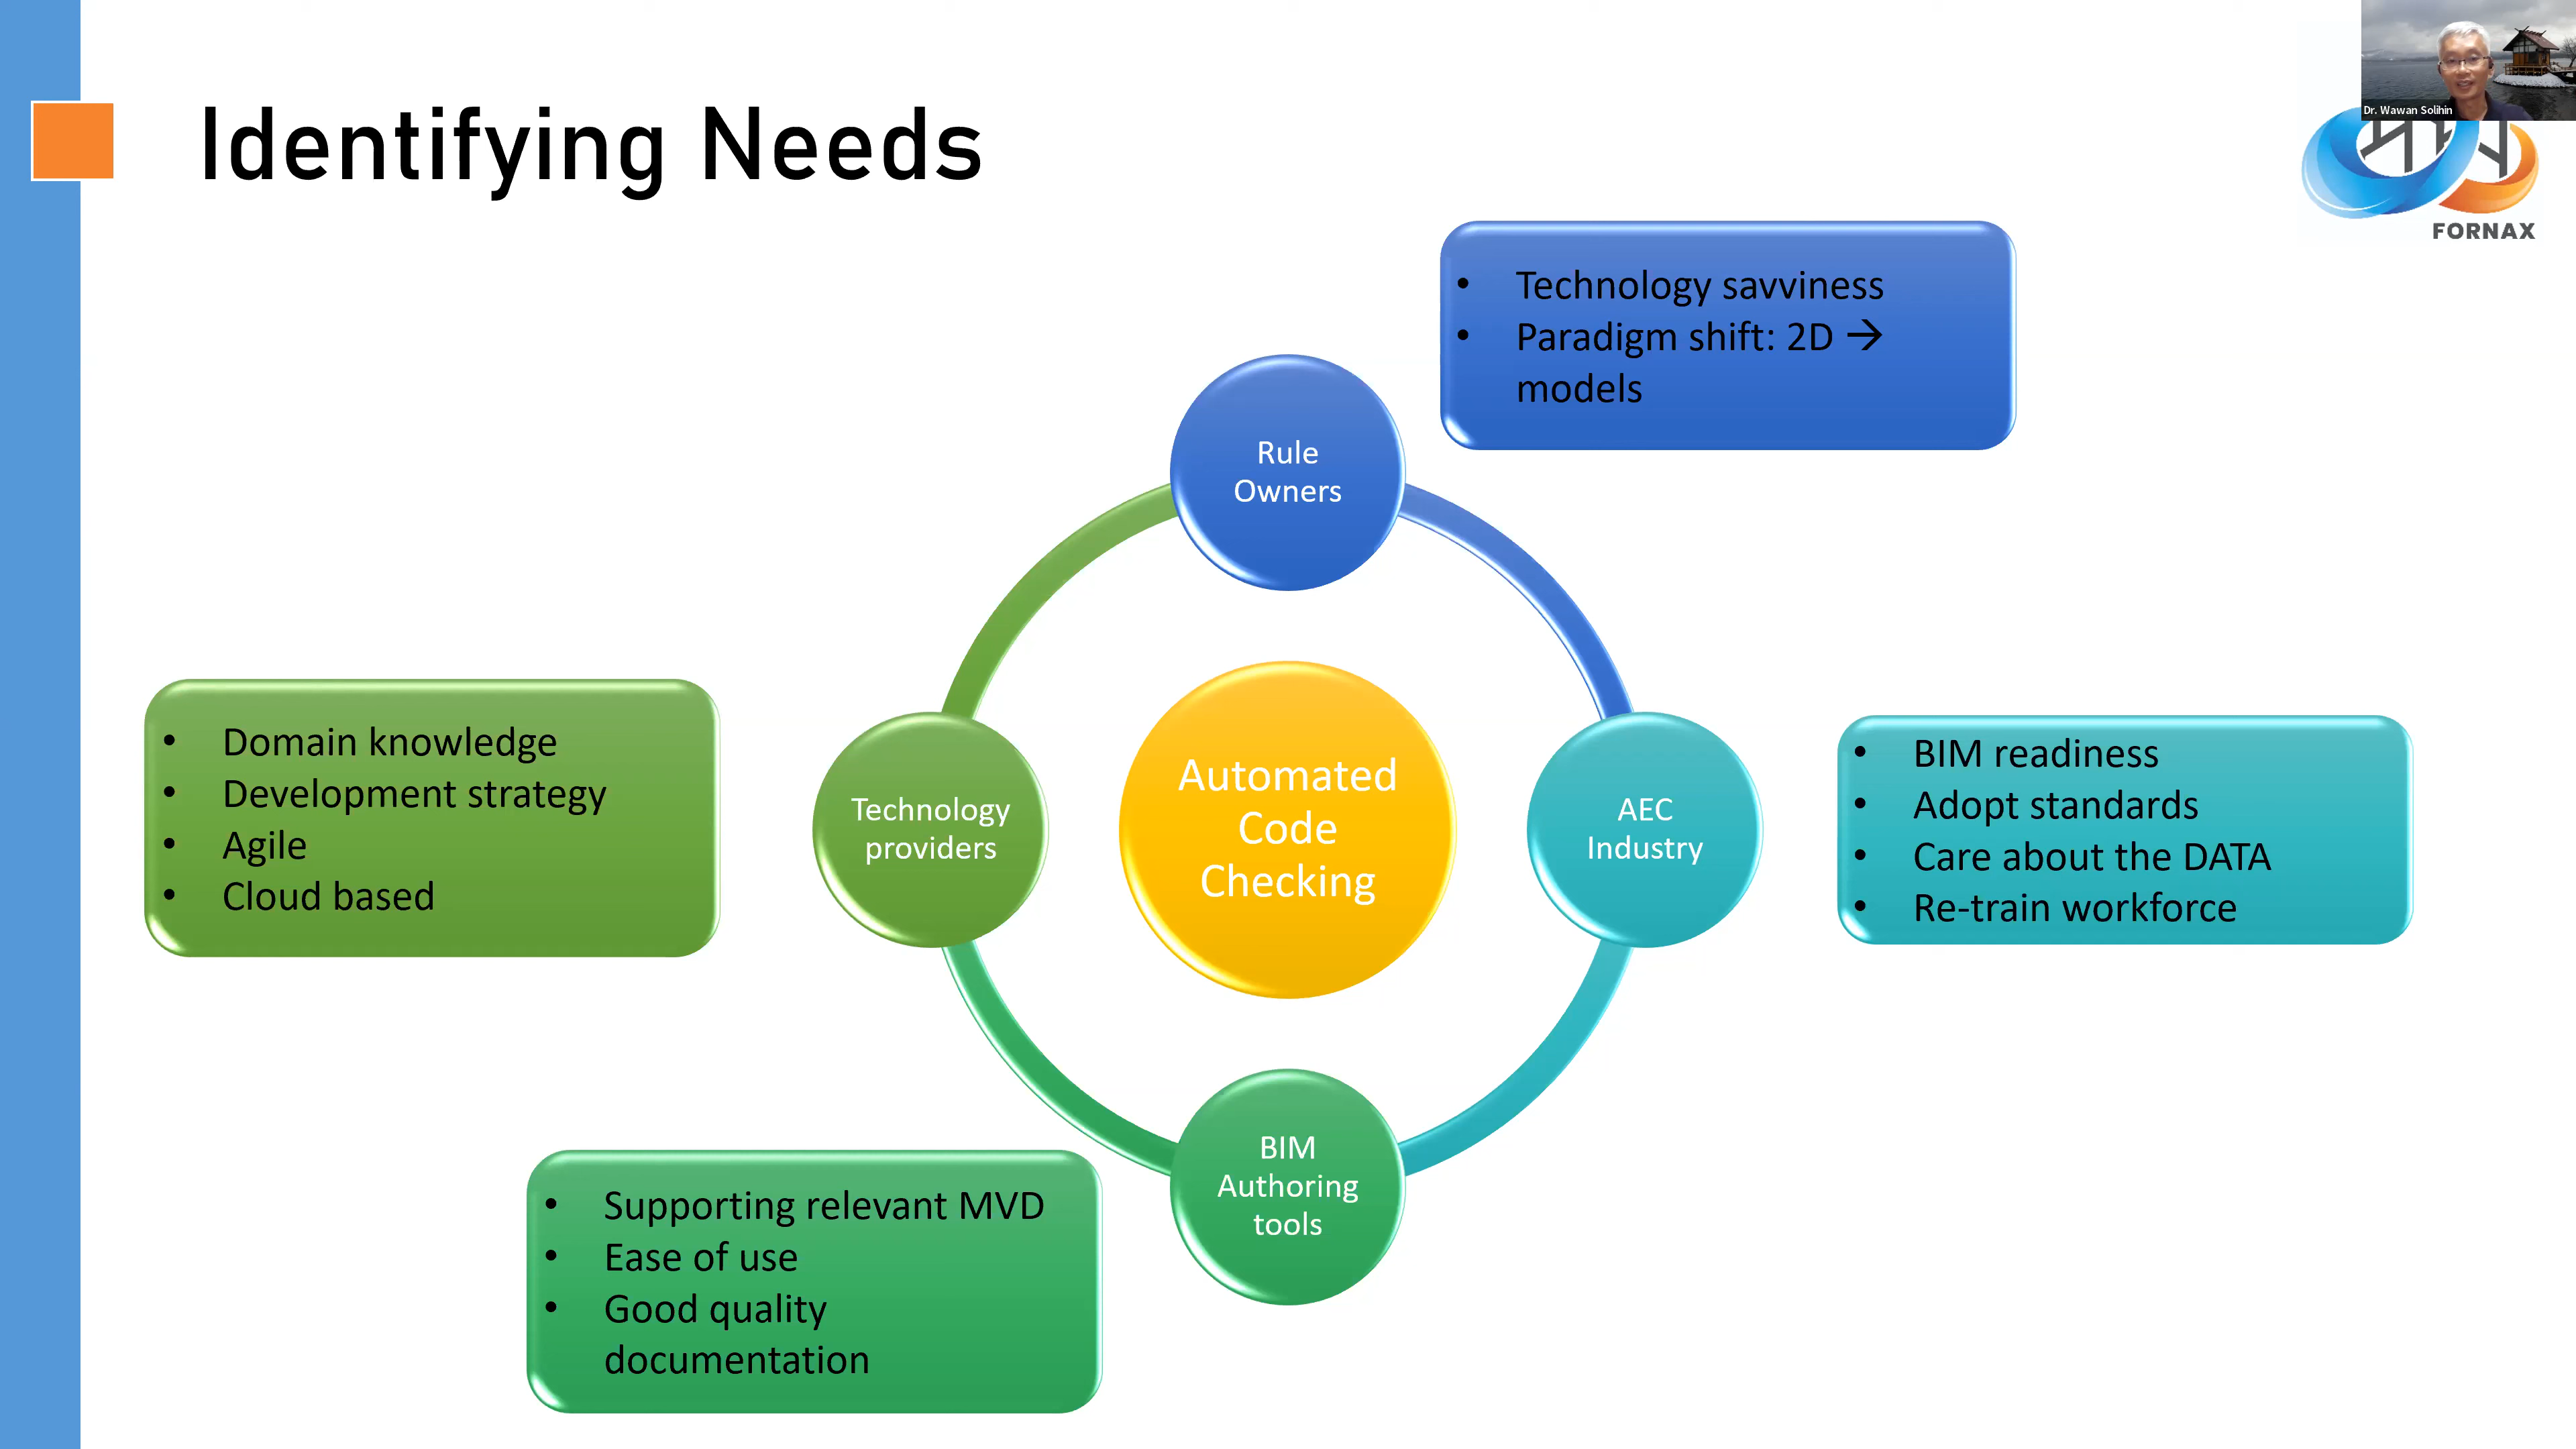 Identifying Needs
Dr. Wawan Solihin
FORNAX
• Technology savviness
• Paradigm shift: 2D →
models
Rule
Owners
• Domain knowledge
• Development strategy
• Agile
• Cloud based
Technology
providers
Automated
Code
Checking
AEC
Industry
• BIM readiness
• Adopt standards
• Care about the DATA
• Re-train workforce
BIM
Authoring
tools
• Supporting relevant MVD
• Ease of use
• Good quality
documentation